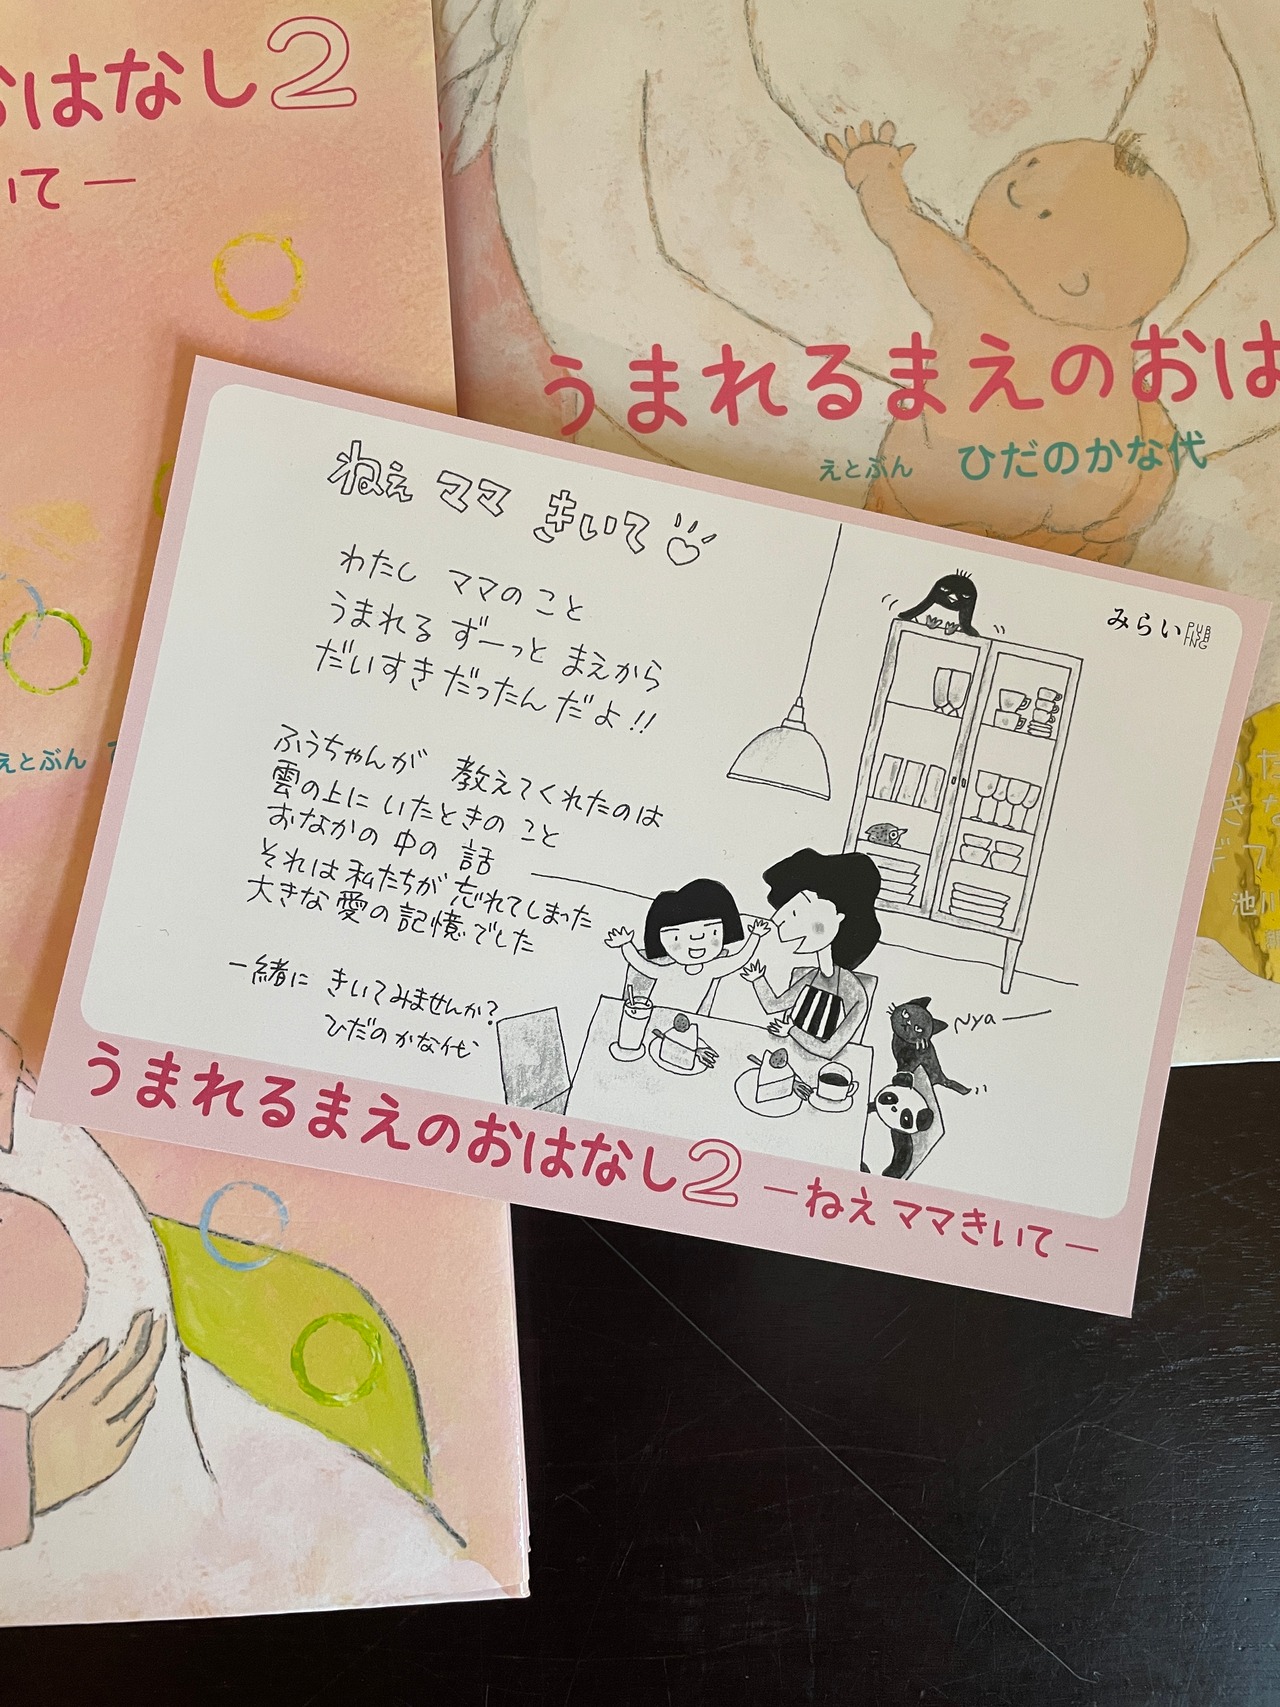 おはなし2
いて ―
うまれるまえのおは
えとぶん ひだのかな代
ねぇ ママ きいて
わたし ママのこと
うまれる ずーっと まえから
だいすき だったんだよ!!
ふうちゃんが 教えてくれたのは
雲の上に いたときの こと
おなかの 中の 話
それは 私たちが 忘れてしまった
大きな 愛の 記憶でした
一緒に きいてみませんか?
ひだの かな代
みらい PUBLISHING
Nya―
うまれるまえのおはなし2 ―ねえ ママきいて―
えとぶん
池川